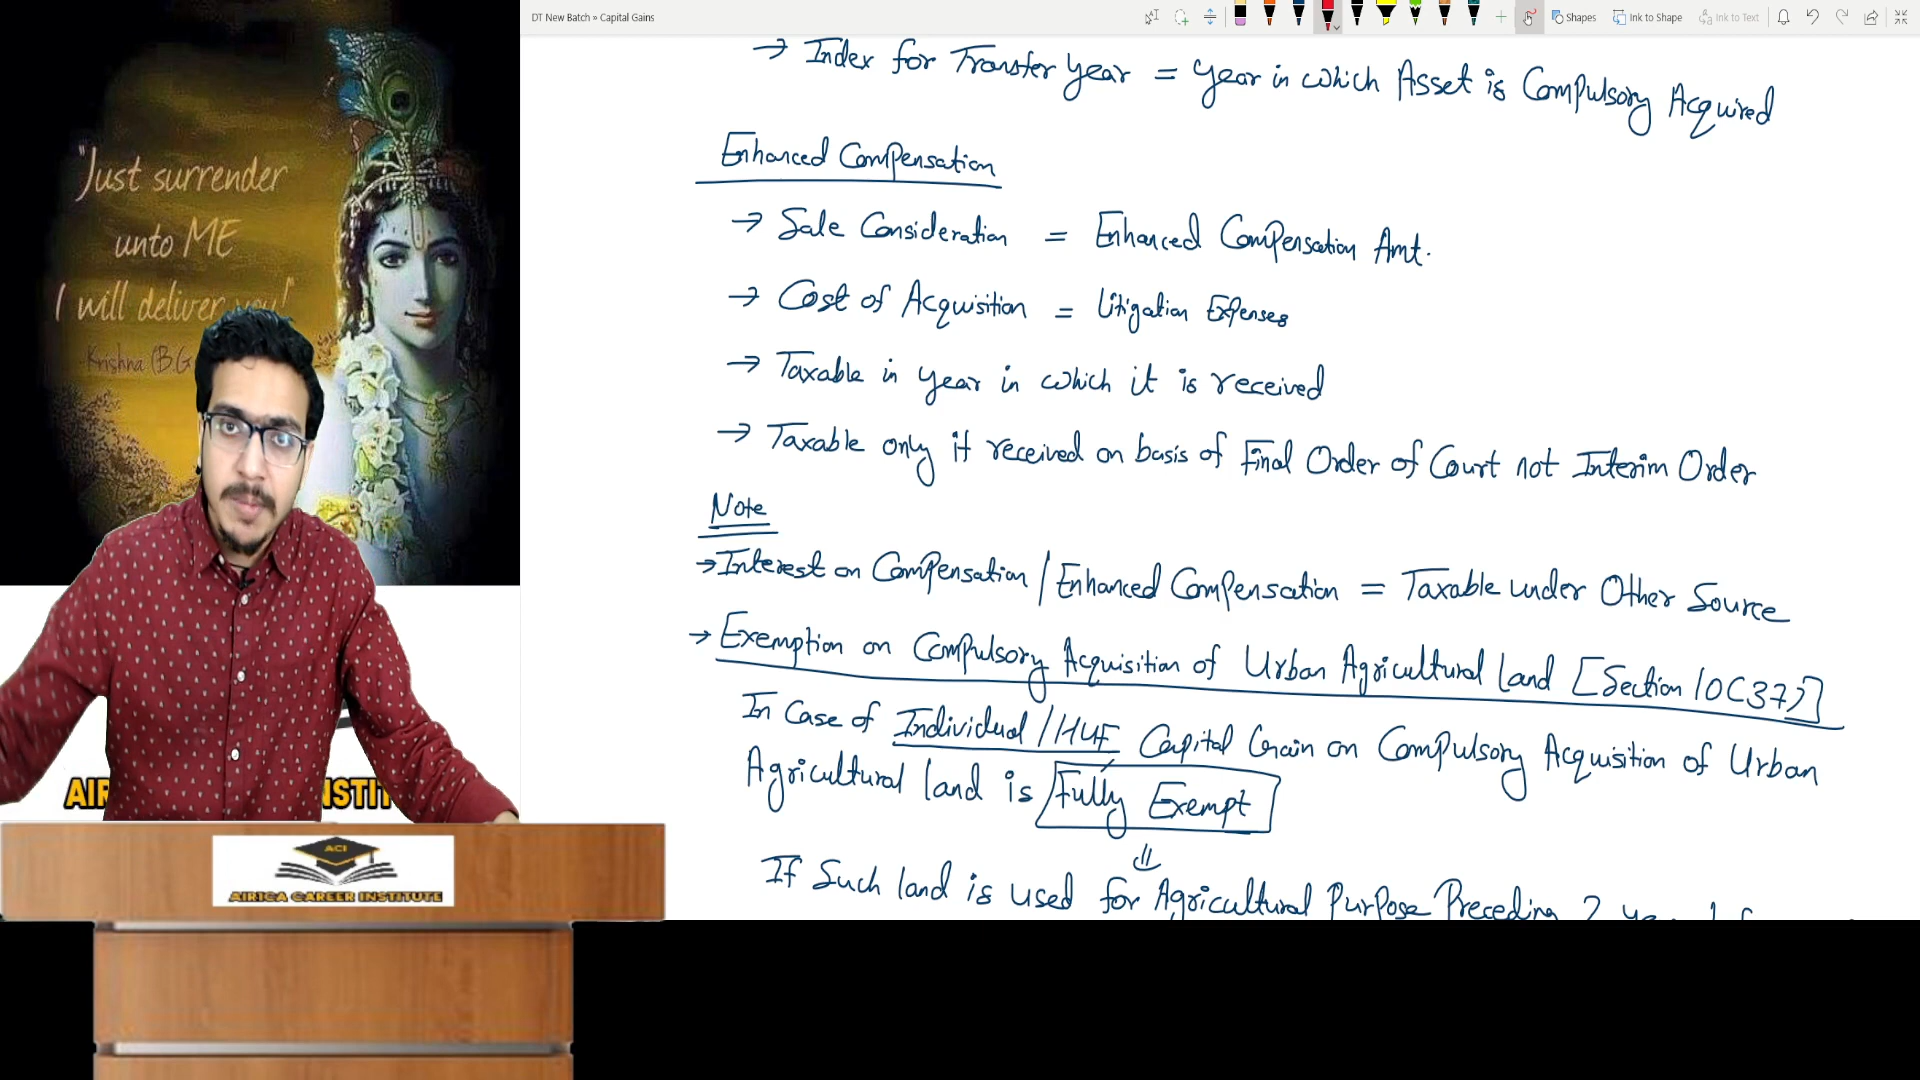 DT New Batch » Capital Gains
Shapes
Ink to Shape
Ink to Text
"Just surrender
unto ME
I will deliver you!"
- Krishna (B.G
→ Index for Transfer Year = Year in which Asset is Compulsory Acquired
Enhanced Compensation
→ Sale Consideration = Enhanced Compensation Amt.
→ Cost of Acquisition = Litigation Expenses
→ Taxable in year in which it is received
→ Taxable only if received on basis of Final Order of Court not Interim Order
Note
→ Interest on Compensation / Enhanced Compensation = Taxable under Other Source
→ Exemption on Compulsory Acquisition of Urban Agricultural Land [Section 10(37)]
In Case of Individual / HUF Capital Gain on Compulsory Acquisition of Urban
Agricultural land is Fully Exempt
If Such land is used for Agricultural Purpose Preceding 2
AIR
INSTIT
ACI
AIRICA CAREER INSTITUTE